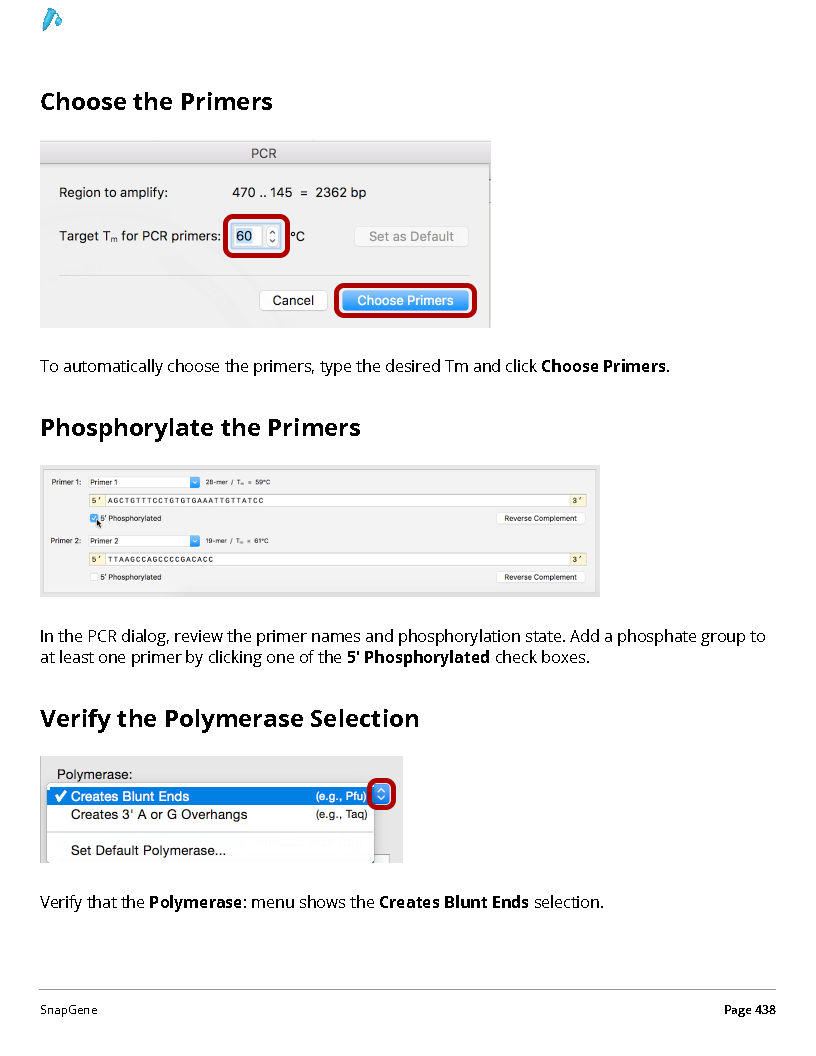 Choose the Primers
PCR
Region to amplify: 470 .. 145 = 2362 bp
Target Tm for PCR primers: 60 °C Set as Default
Cancel Choose Primers
To automatically choose the primers, type the desired Tm and click Choose Primers.
Phosphorylate the Primers
Primer 1: Primer 1 28-mer / Tm = 59°C
5' AGCTGTTTCCTGTGTGAAATTGTTATCC 3'
5' Phosphorylated Reverse Complement
Primer 2: Primer 2 19-mer / Tm = 61°C
5' TTAAGCCAGCCCCGACACC 3'
5' Phosphorylated Reverse Complement
In the PCR dialog, review the primer names and phosphorylation state. Add a phosphate group to
at least one primer by clicking one of the 5' Phosphorylated check boxes.
Verify the Polymerase Selection
Polymerase:
✓ Creates Blunt Ends (e.g., Pfu)
Creates 3' A or G Overhangs (e.g., Taq)
Set Default Polymerase...
Verify that the Polymerase: menu shows the Creates Blunt Ends selection.
SnapGene Page 438